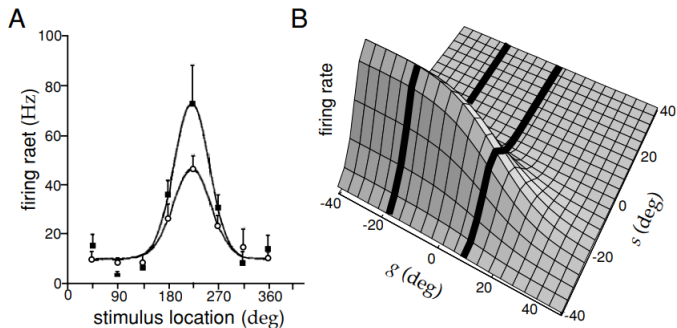 A
B
firing raet (Hz)
100
80
60
40
20
0
0 90 180 270 360
stimulus location (deg)
firing rate
-40
-20
0
20
40
g (deg)
40
20
0
-20
-40
s (deg)